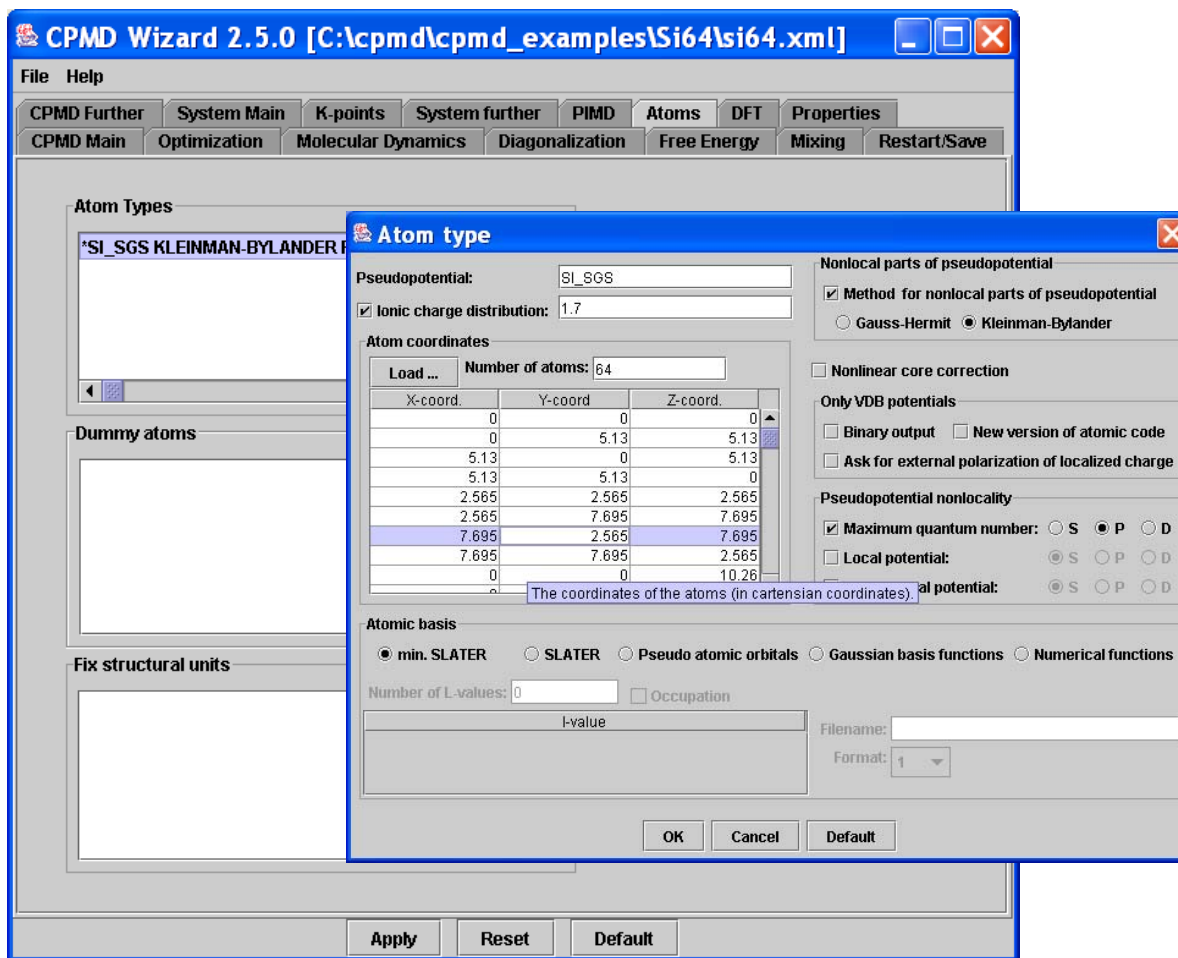 CPMD Wizard 2.5.0 [C:\cpmd\cpmd_examples\Si64\si64.xml]
File Help
CPMD Further System Main K-points System further PIMD Atoms DFT Properties
CPMD Main Optimization Molecular Dynamics Diagonalization Free Energy Mixing Restart/Save
Atom Types
*SI_SGS KLEINMAN-BYLANDER
Dummy atoms
Fix structural units
Apply Reset Default
Atom type
Pseudopotential: SI_SGS
Ionic charge distribution: 1.7
Atom coordinates
Load ... Number of atoms: 64
X-coord. Y-coord Z-coord.
0 0 0
0 5.13 5.13
5.13 0 5.13
5.13 5.13 0
2.565 2.565 2.565
2.565 7.695 7.695
7.695 2.565 7.695
7.695 7.695 2.565
0 0 10.26
The coordinates of the atoms (in cartensian coordinates).
Nonlocal parts of pseudopotential
Method for nonlocal parts of pseudopotential
Gauss-Hermit Kleinman-Bylander
Nonlinear core correction
Only VDB potentials
Binary output New version of atomic code
Ask for external polarization of localized charge
Pseudopotential nonlocality
Maximum quantum number: S P D
Local potential: S P D
al potential: S P D
Atomic basis
min. SLATER SLATER Pseudo atomic orbitals Gaussian basis functions Numerical functions
Number of L-values: 0 Occupation
l-value
Filename:
Format: 1
OK Cancel Default